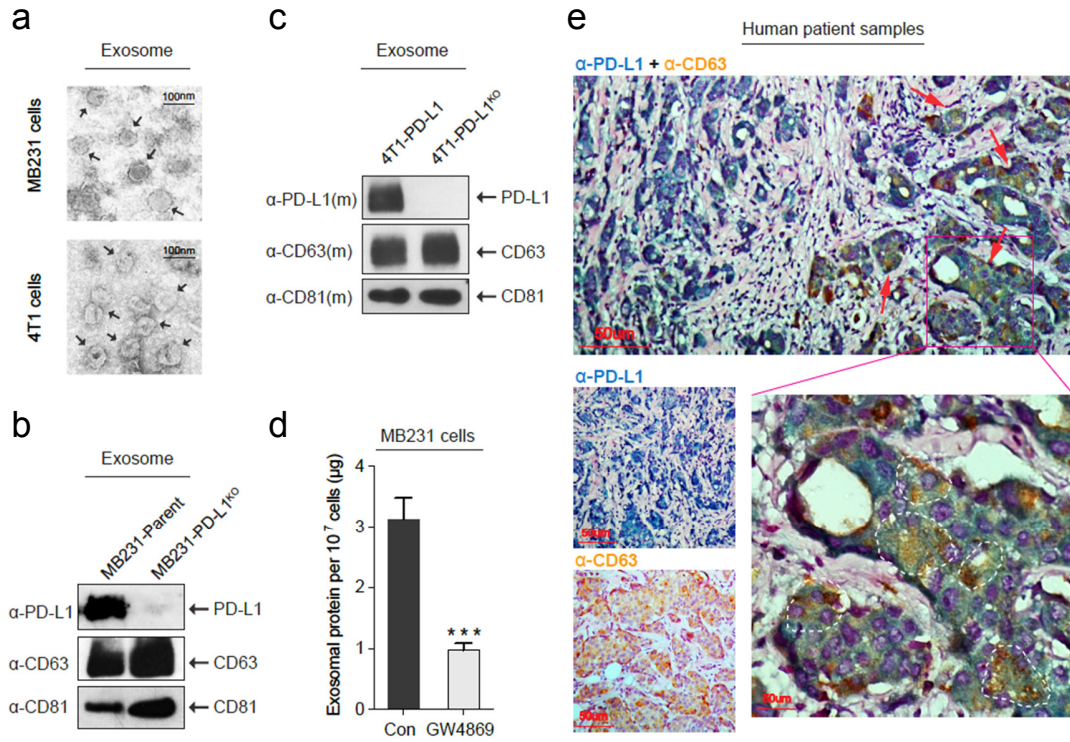 a
Exosome
MB231 cells
100nm
4T1 cells
100nm
b
Exosome
MB231-Parent
MB231-PD-L1KO
α-PD-L1
PD-L1
α-CD63
CD63
α-CD81
CD81
c
Exosome
4T1-PD-L1
4T1-PD-L1KO
α-PD-L1(m)
PD-L1
α-CD63(m)
CD63
α-CD81(m)
CD81
d
MB231 cells
Exosomal protein per 10⁷ cells (µg)
4
3
2
1
0
***
Con
GW4869
e
Human patient samples
α-PD-L1 + α-CD63
50um
α-PD-L1
50um
α-CD63
50um
50um